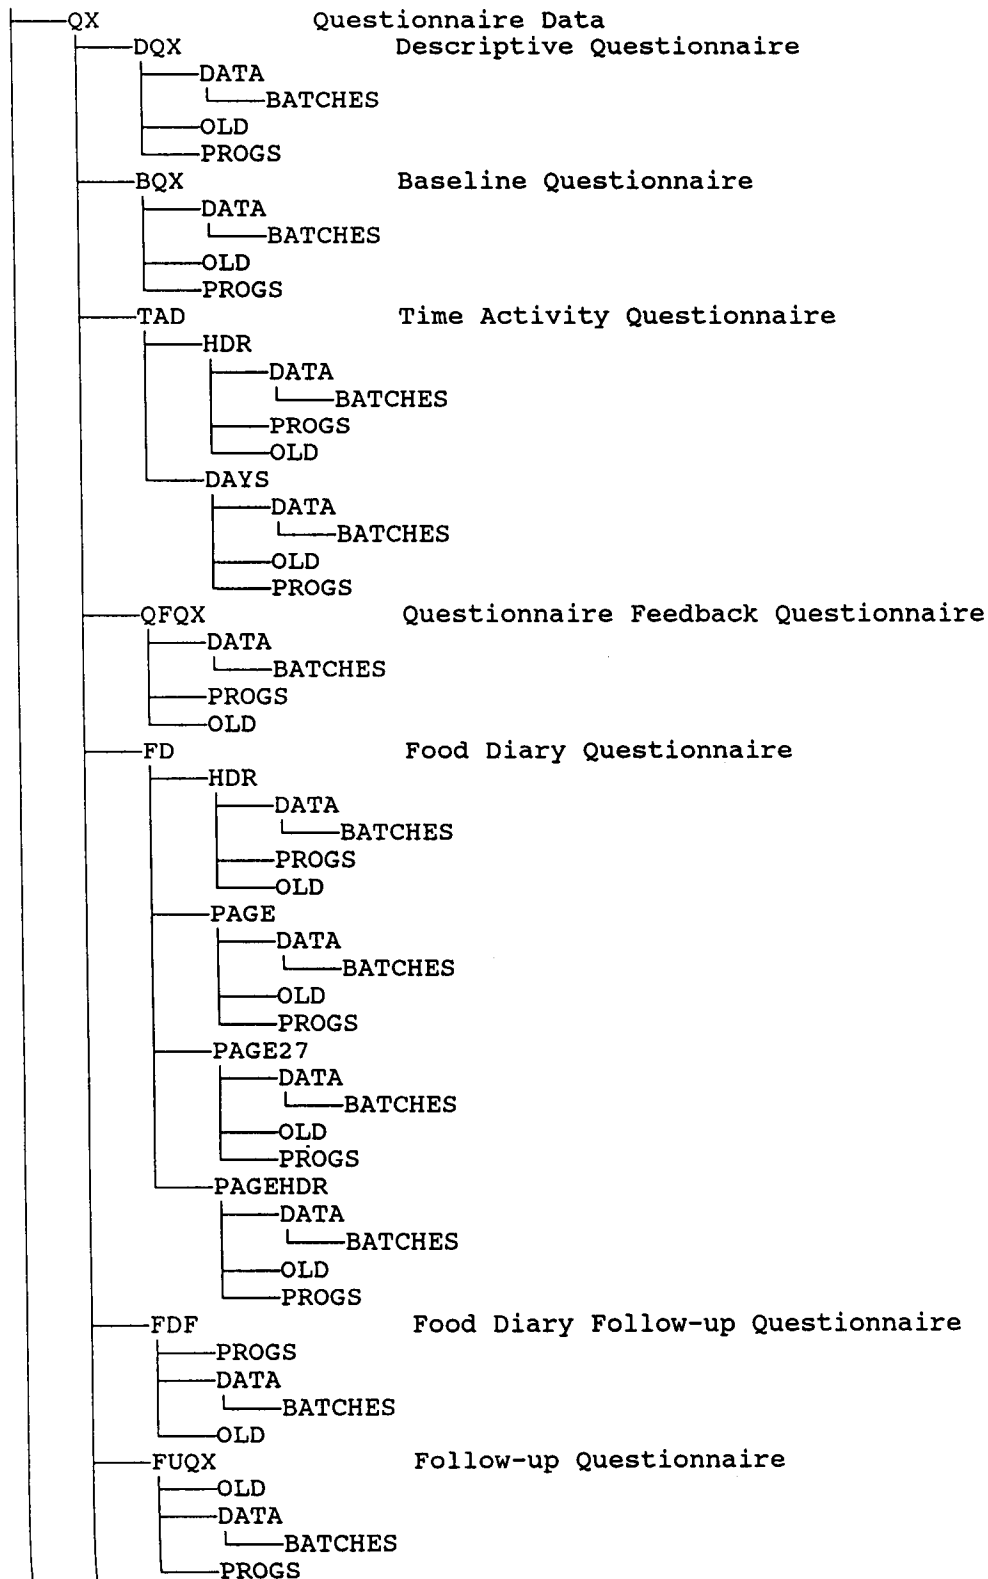 QX Questionnaire Data
DQX Descriptive Questionnaire
DATA
BATCHES
OLD
PROGS
BQX Baseline Questionnaire
DATA
BATCHES
OLD
PROGS
TAD Time Activity Questionnaire
HDR
DATA
BATCHES
PROGS
OLD
DAYS
DATA
BATCHES
OLD
PROGS
QFQX Questionnaire Feedback Questionnaire
DATA
BATCHES
PROGS
OLD
FD Food Diary Questionnaire
HDR
DATA
BATCHES
PROGS
OLD
PAGE
DATA
BATCHES
OLD
PROGS
PAGE27
DATA
BATCHES
OLD
PROGS
PAGEHDR
DATA
BATCHES
OLD
PROGS
FDF Food Diary Follow-up Questionnaire
PROGS
DATA
BATCHES
OLD
FUQX Follow-up Questionnaire
OLD
DATA
BATCHES
PROGS